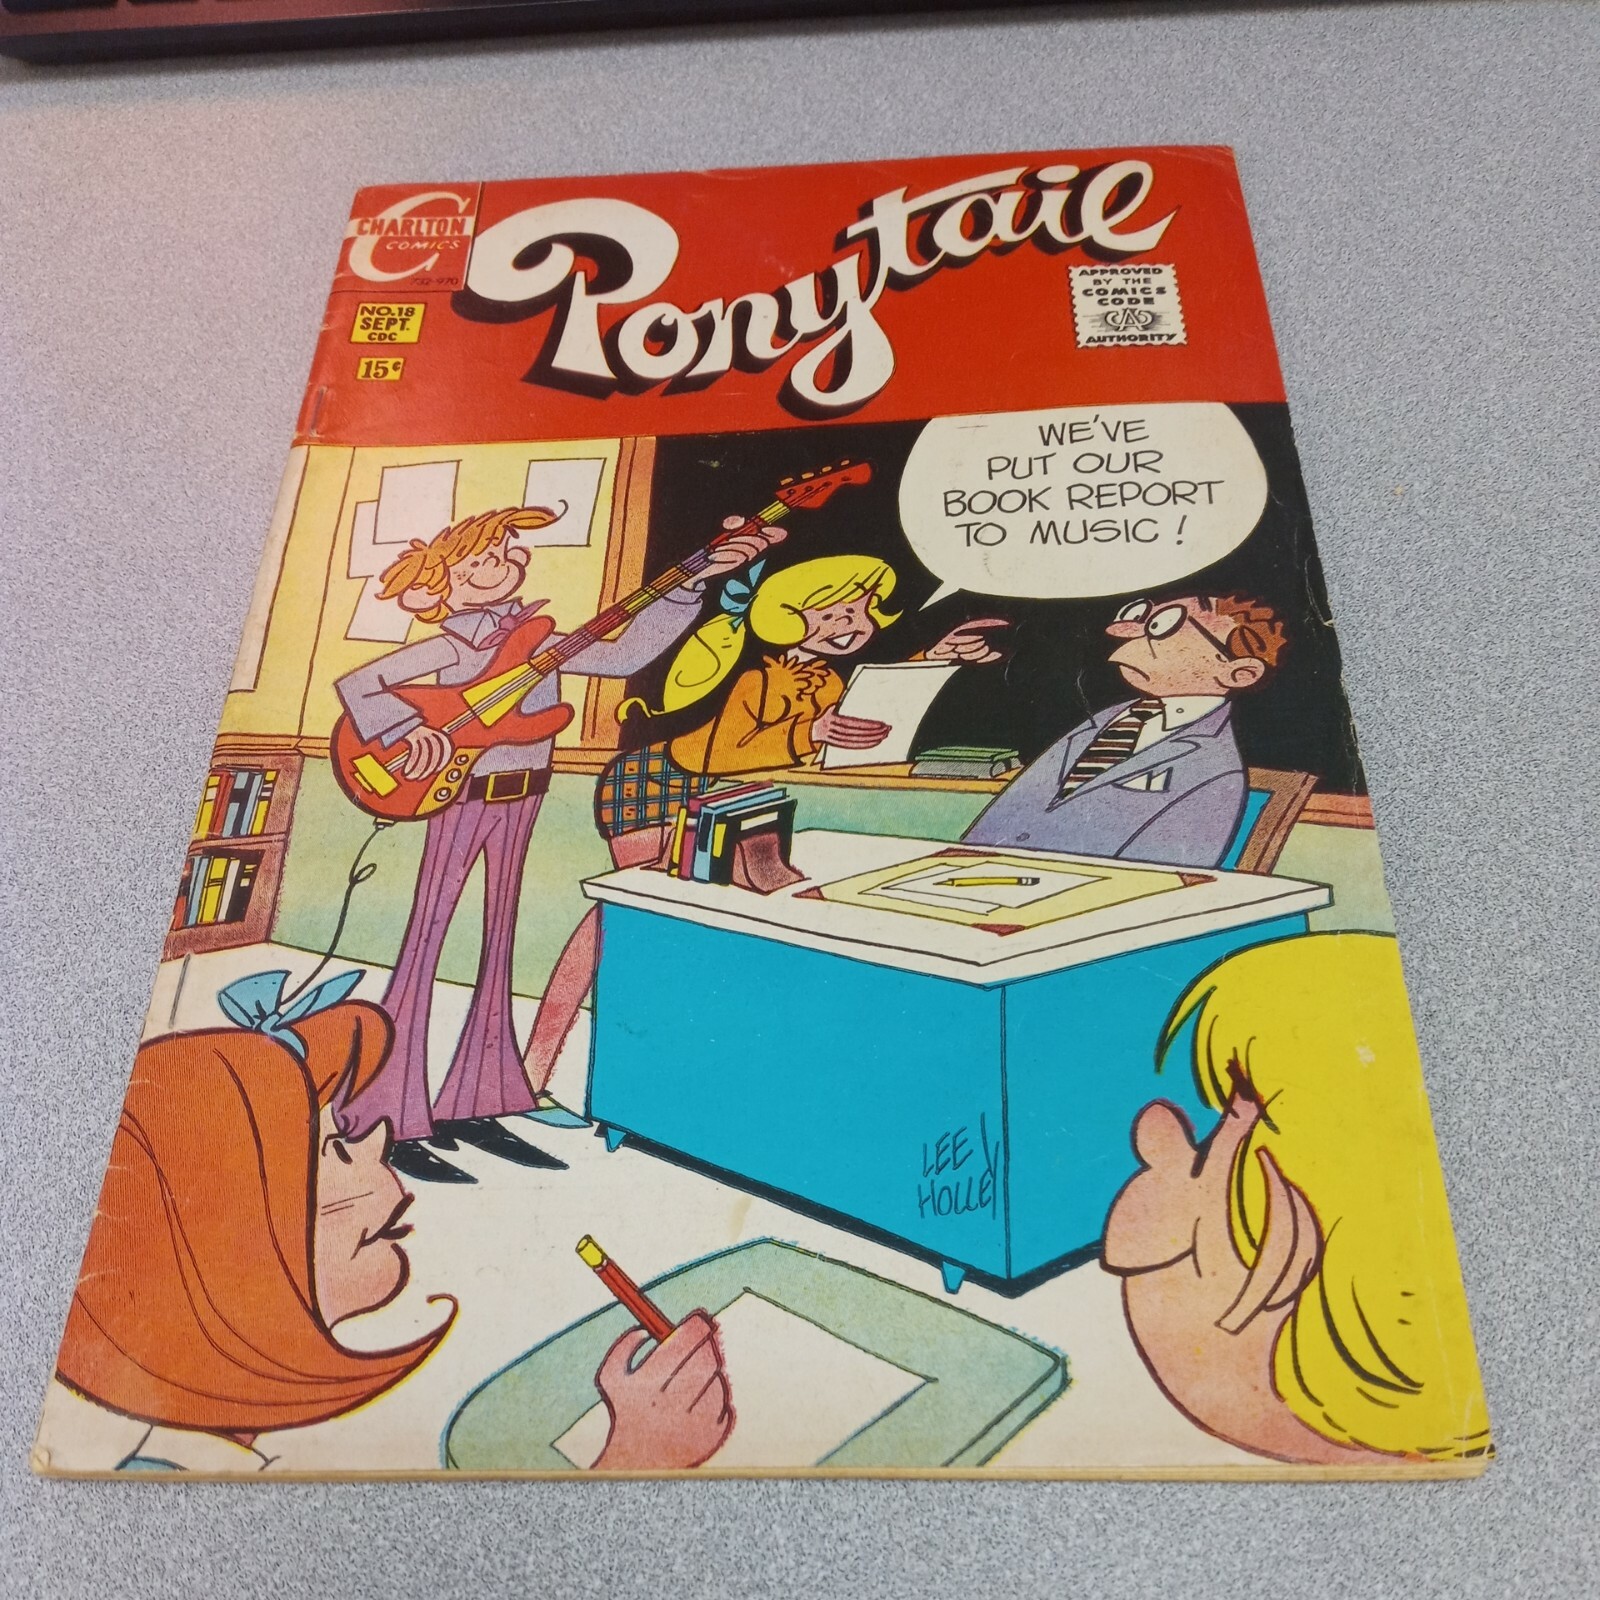 CHARLTON
COMICS
732-970
Ponytail
NO.18
SEPT.
CDC
15¢
APPROVED
BY THE
COMICS
CODE
CA
AUTHORITY
WE'VE
PUT OUR
BOOK REPORT
TO MUSIC!
LEE
HOLLEY